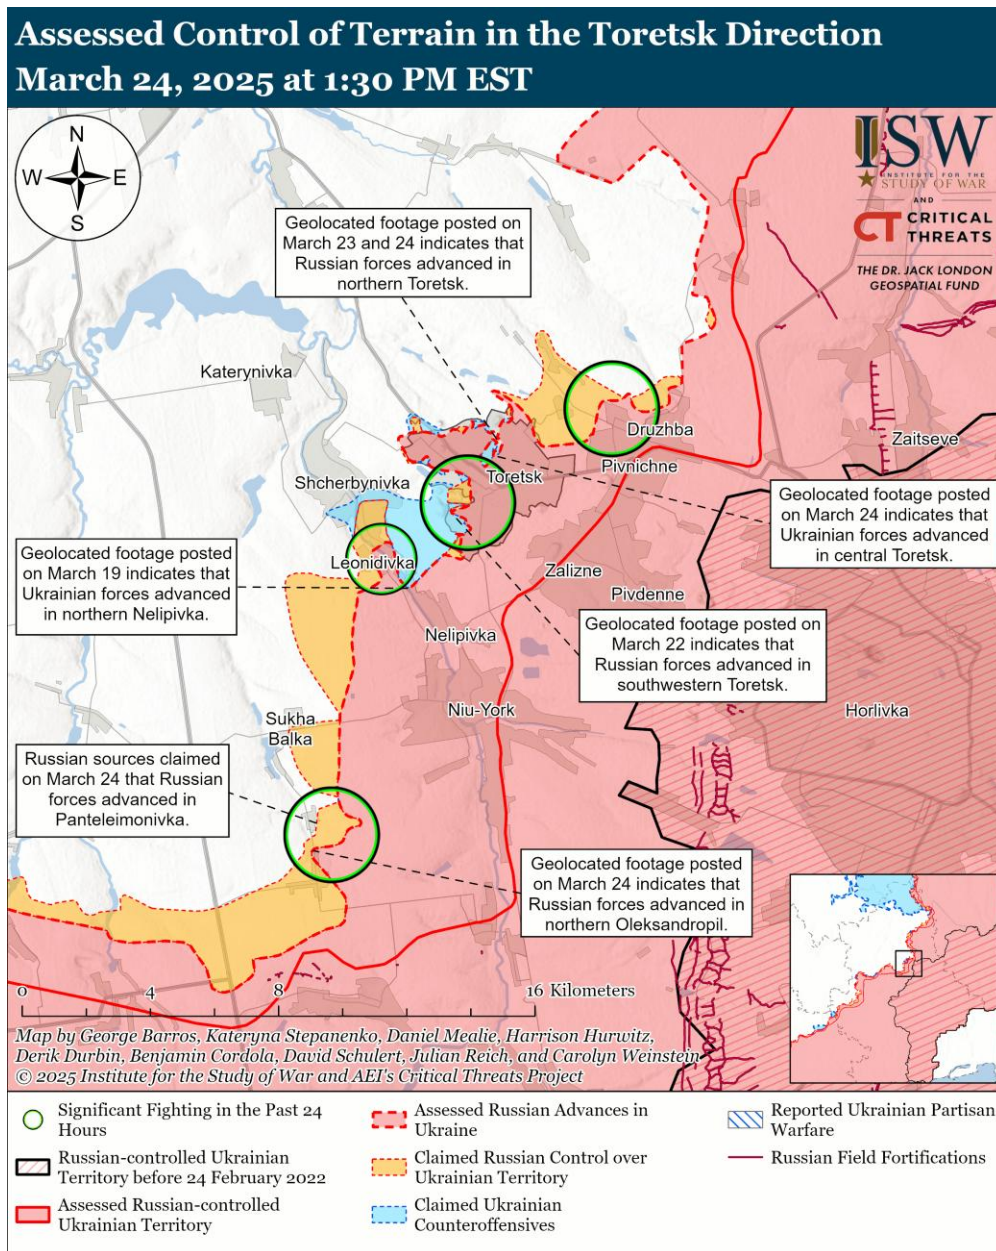 Assessed Control of Terrain in the Toretsk Direction
March 24, 2025 at 1:30 PM EST
N
W
E
S
ISW
INSTITUTE FOR THE
STUDY OF WAR
AND
CT CRITICAL
THREATS
THE DR. JACK LONDON
GEOSPATIAL FUND
Geolocated footage posted on
March 23 and 24 indicates that
Russian forces advanced in
northern Toretsk.
Katerynivka
Druzhba
Zaitseve
Pivnichne
Toretsk
Shcherbynivka
Geolocated footage posted
on March 24 indicates that
Ukrainian forces advanced
in central Toretsk.
Geolocated footage posted
on March 19 indicates that
Ukrainian forces advanced
in northern Nelipivka.
Leonidivka
Zalizne
Pivdenne
Nelipivka
Geolocated footage posted on
March 22 indicates that
Russian forces advanced in
southwestern Toretsk.
Niu-York
Horlivka
Sukha
Balka
Russian sources claimed
on March 24 that Russian
forces advanced in
Panteleimonivka.
Geolocated footage posted
on March 24 indicates that
Russian forces advanced in
northern Oleksandropil.
0
4
8
16 Kilometers
Map by George Barros, Kateryna Stepanenko, Daniel Mealie, Harrison Hurwitz,
Derik Durbin, Benjamin Cordola, David Schulert, Julian Reich, and Carolyn Weinstein
© 2025 Institute for the Study of War and AEI's Critical Threats Project
Significant Fighting in the Past 24
Hours
Russian-controlled Ukrainian
Territory before 24 February 2022
Assessed Russian-controlled
Ukrainian Territory
Assessed Russian Advances in
Ukraine
Claimed Russian Control over
Ukrainian Territory
Claimed Ukrainian
Counteroffensives
Reported Ukrainian Partisan
Warfare
Russian Field Fortifications